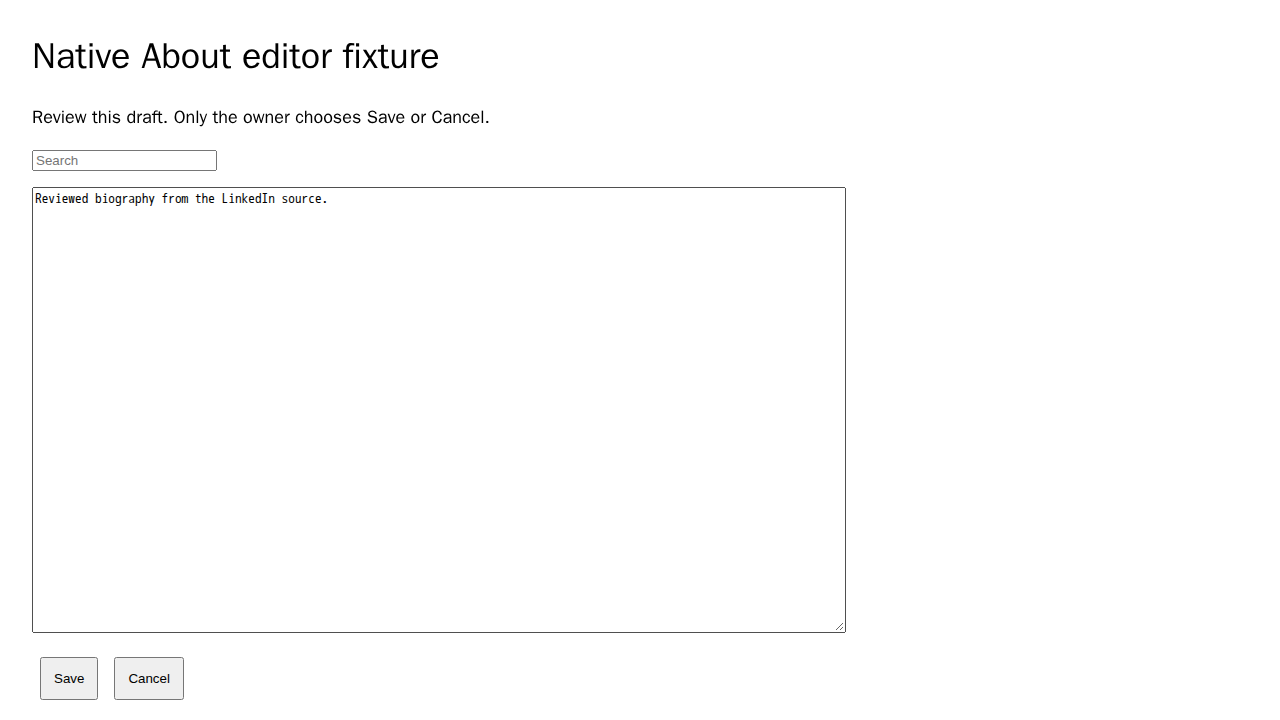 Native About editor fixture
Review this draft. Only the owner chooses Save or Cancel.
Search
Reviewed biography from the LinkedIn source.
Save
Cancel